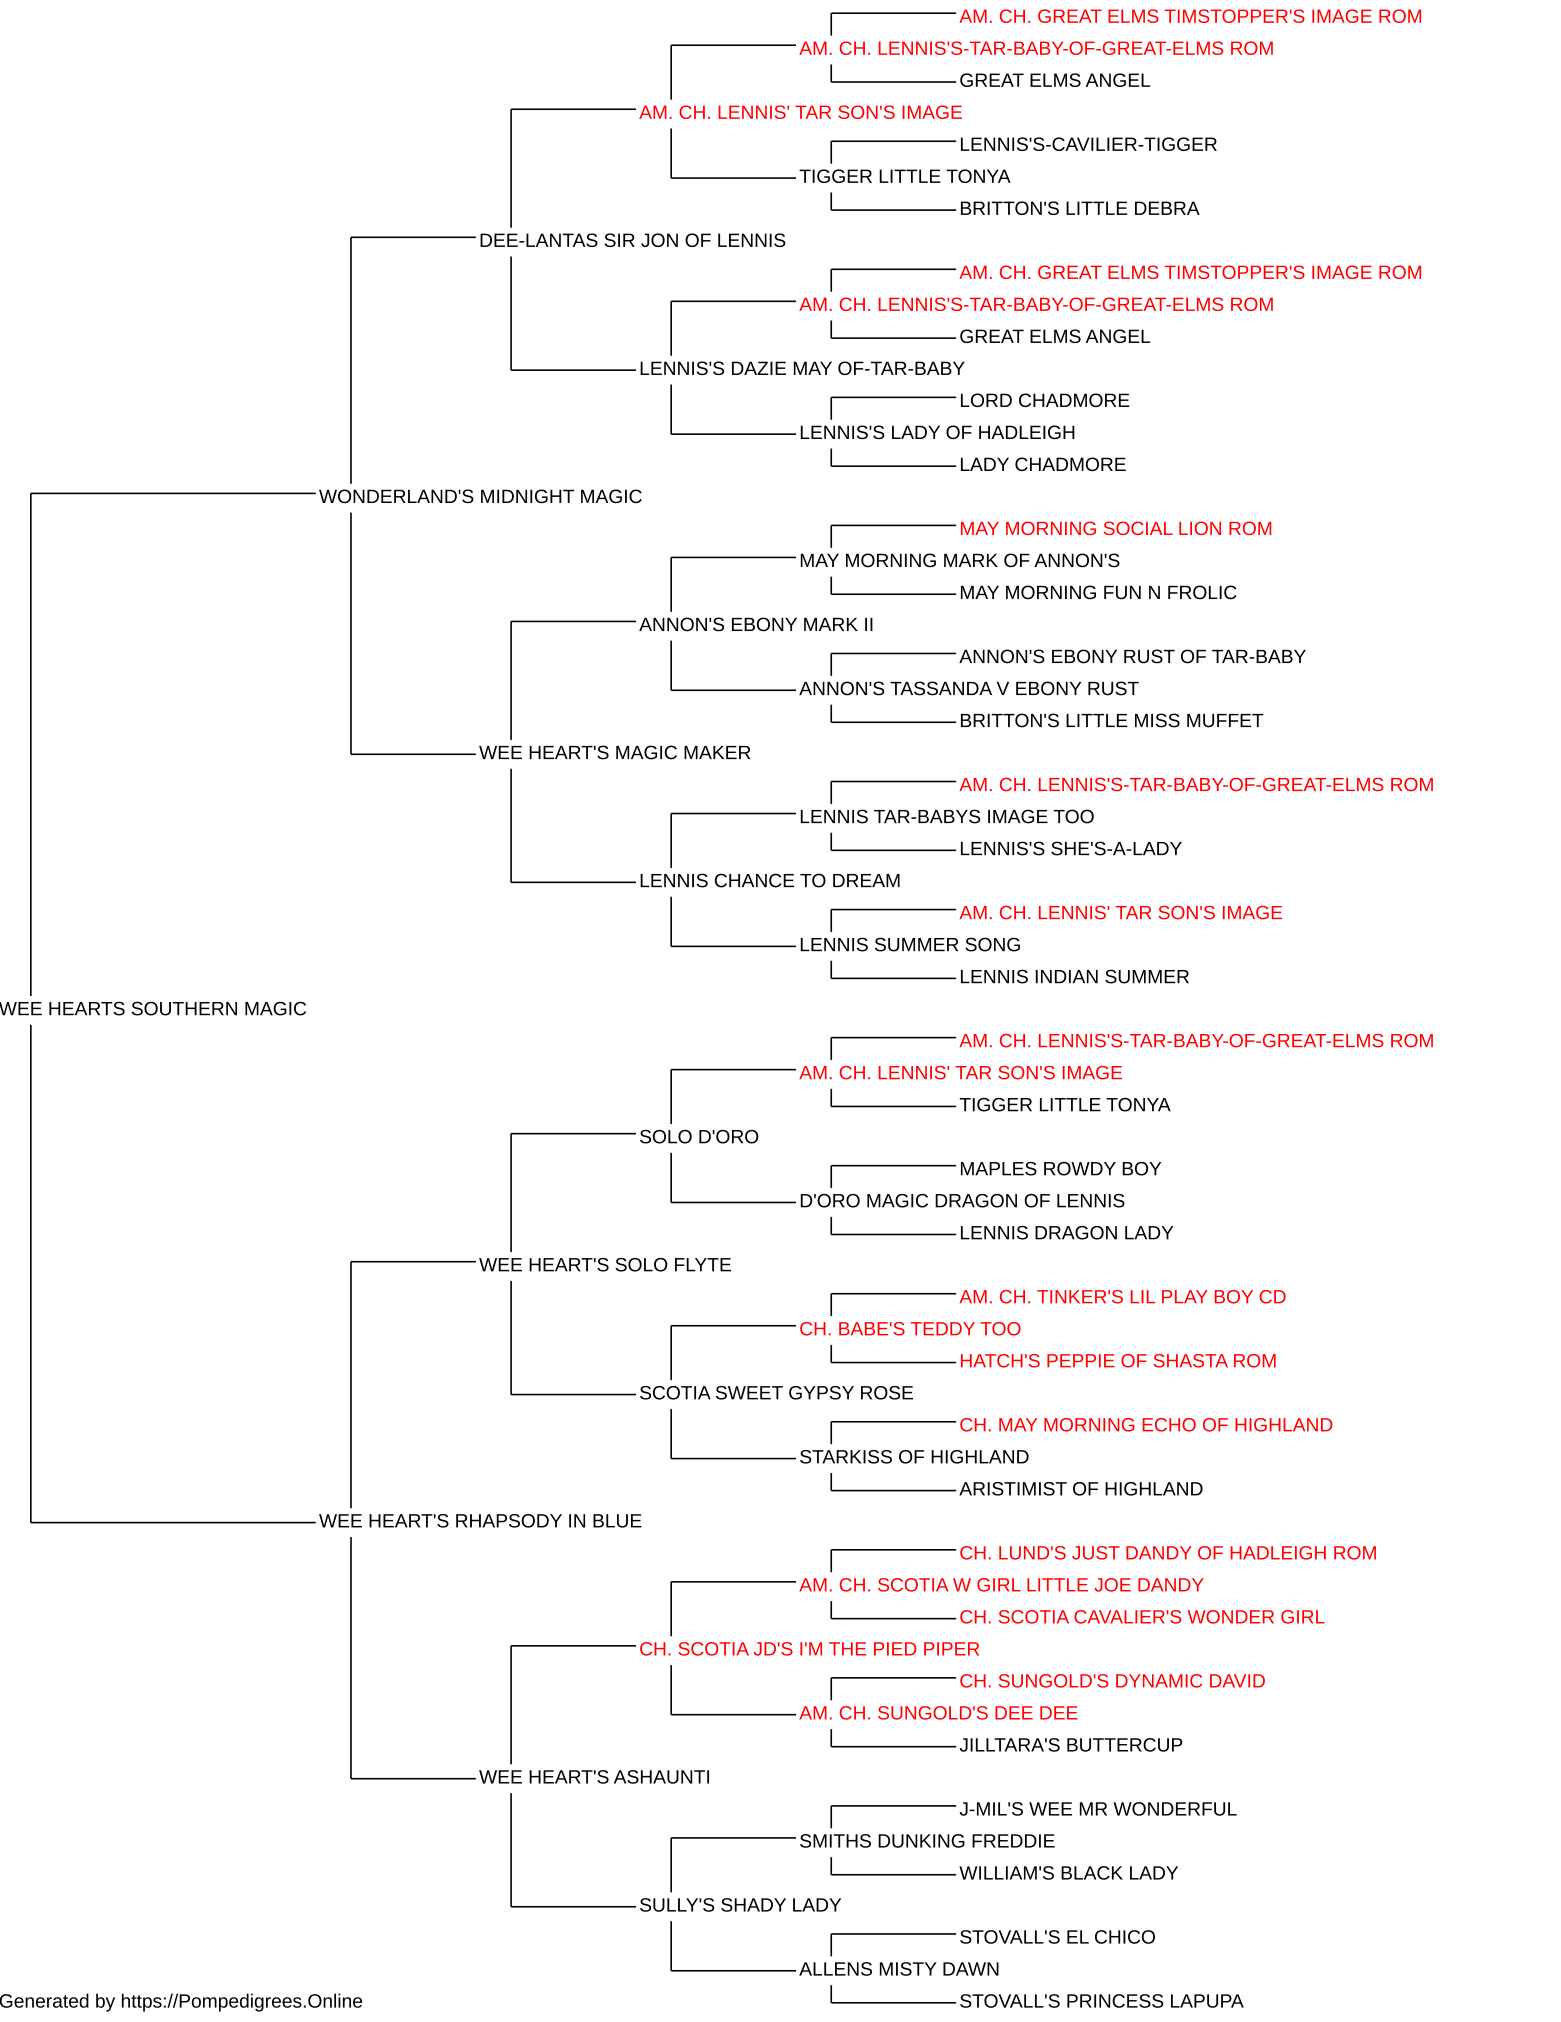 AM. CH. GREAT ELMS TIMSTOPPER'S IMAGE ROM
AM. CH. LENNIS'S-TAR-BABY-OF-GREAT-ELMS ROM
GREAT ELMS ANGEL
AM. CH. LENNIS' TAR SON'S IMAGE
LENNIS'S-CAVILIER-TIGGER
TIGGER LITTLE TONYA
BRITTON'S LITTLE DEBRA
DEE-LANTAS SIR JON OF LENNIS
AM. CH. GREAT ELMS TIMSTOPPER'S IMAGE ROM
AM. CH. LENNIS'S-TAR-BABY-OF-GREAT-ELMS ROM
GREAT ELMS ANGEL
LENNIS'S DAZIE MAY OF-TAR-BABY
LORD CHADMORE
LENNIS'S LADY OF HADLEIGH
LADY CHADMORE
WONDERLAND'S MIDNIGHT MAGIC
MAY MORNING SOCIAL LION ROM
MAY MORNING MARK OF ANNON'S
MAY MORNING FUN N FROLIC
ANNON'S EBONY MARK II
ANNON'S EBONY RUST OF TAR-BABY
ANNON'S TASSANDA V EBONY RUST
BRITTON'S LITTLE MISS MUFFET
WEE HEART'S MAGIC MAKER
AM. CH. LENNIS'S-TAR-BABY-OF-GREAT-ELMS ROM
LENNIS TAR-BABYS IMAGE TOO
LENNIS'S SHE'S-A-LADY
LENNIS CHANCE TO DREAM
AM. CH. LENNIS' TAR SON'S IMAGE
LENNIS SUMMER SONG
LENNIS INDIAN SUMMER
WEE HEARTS SOUTHERN MAGIC
AM. CH. LENNIS'S-TAR-BABY-OF-GREAT-ELMS ROM
AM. CH. LENNIS' TAR SON'S IMAGE
TIGGER LITTLE TONYA
SOLO D'ORO
MAPLES ROWDY BOY
D'ORO MAGIC DRAGON OF LENNIS
LENNIS DRAGON LADY
WEE HEART'S SOLO FLYTE
AM. CH. TINKER'S LIL PLAY BOY CD
CH. BABE'S TEDDY TOO
HATCH'S PEPPIE OF SHASTA ROM
SCOTIA SWEET GYPSY ROSE
CH. MAY MORNING ECHO OF HIGHLAND
STARKISS OF HIGHLAND
ARISTIMIST OF HIGHLAND
WEE HEART'S RHAPSODY IN BLUE
CH. LUND'S JUST DANDY OF HADLEIGH ROM
AM. CH. SCOTIA W GIRL LITTLE JOE DANDY
CH. SCOTIA CAVALIER'S WONDER GIRL
CH. SCOTIA JD'S I'M THE PIED PIPER
CH. SUNGOLD'S DYNAMIC DAVID
AM. CH. SUNGOLD'S DEE DEE
JILLTARA'S BUTTERCUP
WEE HEART'S ASHAUNTI
J-MIL'S WEE MR WONDERFUL
SMITHS DUNKING FREDDIE
WILLIAM'S BLACK LADY
SULLY'S SHADY LADY
STOVALL'S EL CHICO
ALLENS MISTY DAWN
STOVALL'S PRINCESS LAPUPA
Generated by https://Pompedigrees.Online